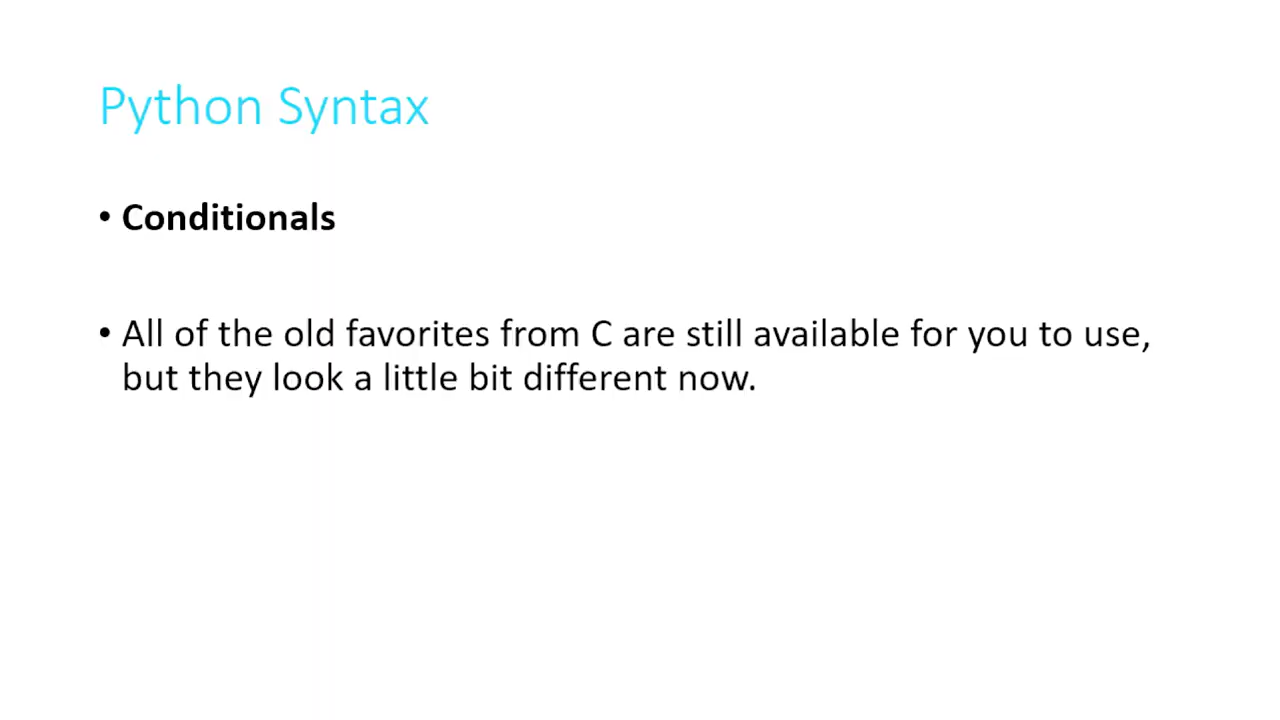 Python Syntax
• Conditionals
• All of the old favorites from C are still available for you to use,
but they look a little bit different now.